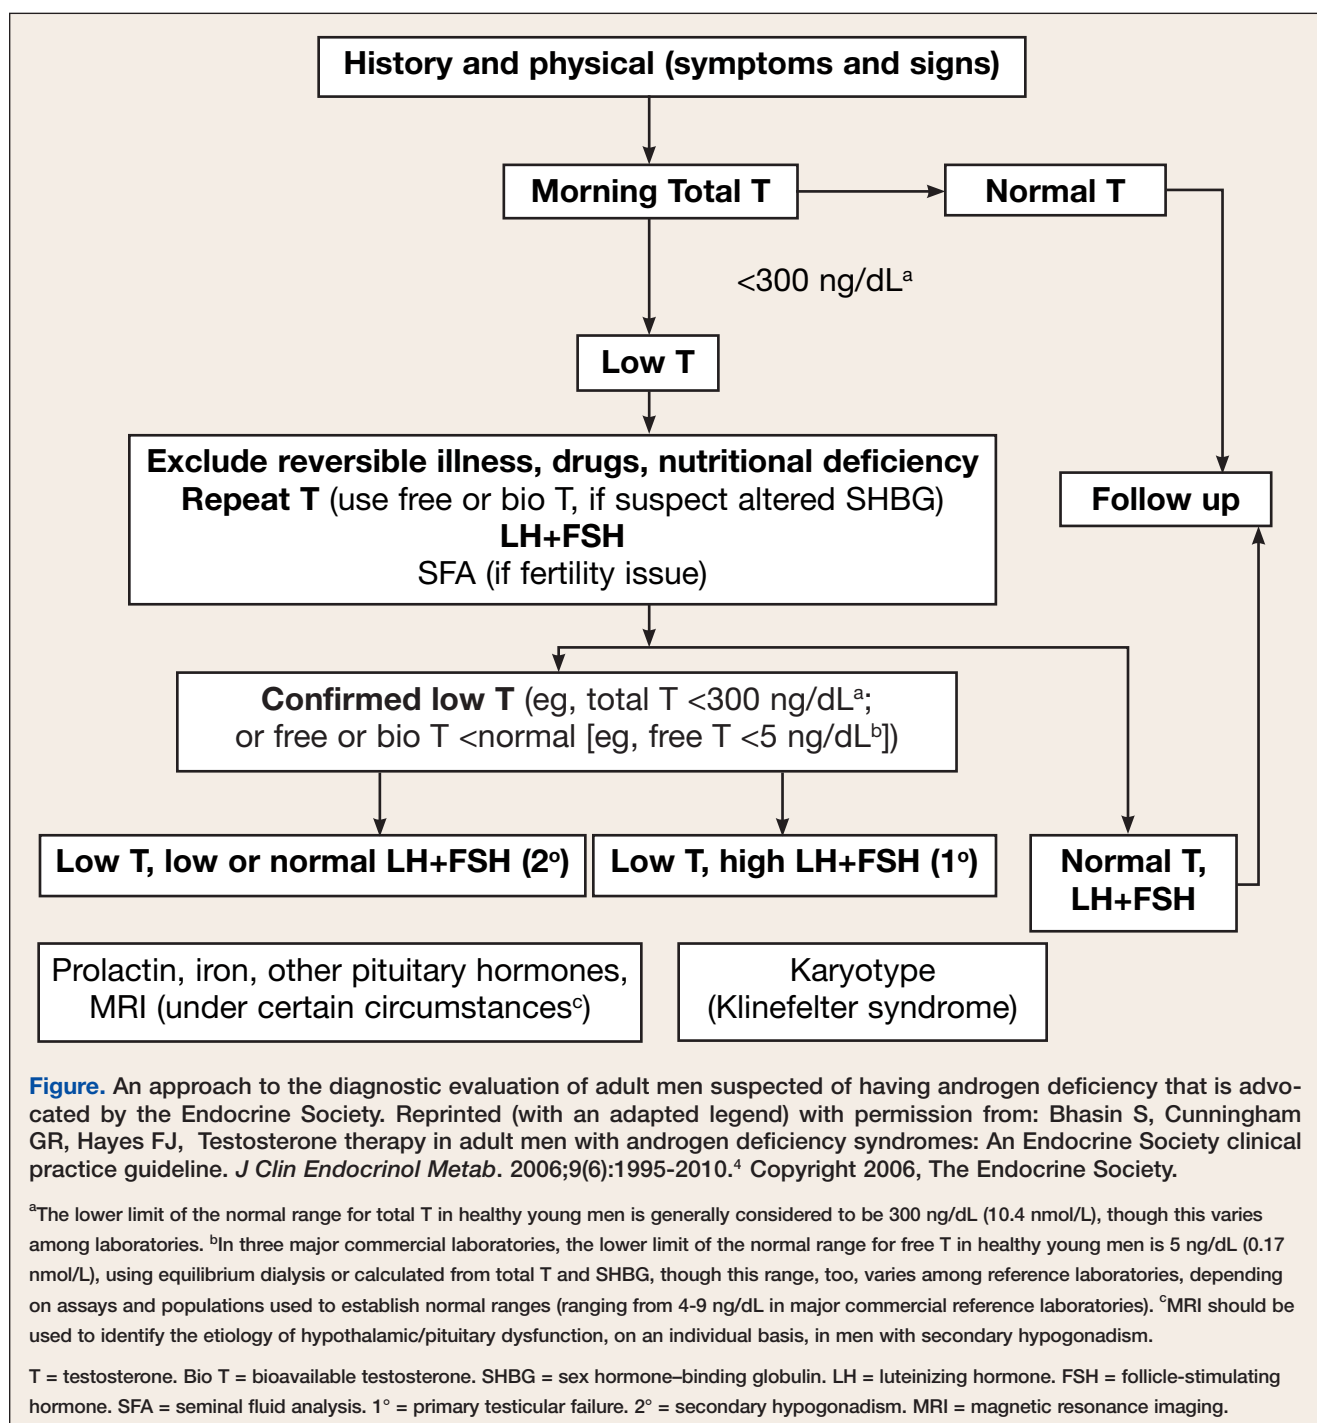 History and physical (symptoms and signs)
Morning Total T
Normal T
<300 ng/dLᵃ
Low T
Exclude reversible illness, drugs, nutritional deficiency
Repeat T (use free or bio T, if suspect altered SHBG)
LH+FSH
SFA (if fertility issue)
Follow up
Confirmed low T (eg, total T <300 ng/dLᵃ;
or free or bio T <normal [eg, free T <5 ng/dLᵇ])
Low T, low or normal LH+FSH (2º)
Low T, high LH+FSH (1º)
Normal T,
LH+FSH
Prolactin, iron, other pituitary hormones,
MRI (under certain circumstancesᶜ)
Karyotype
(Klinefelter syndrome)
Figure. An approach to the diagnostic evaluation of adult men suspected of having androgen deficiency that is advo-
cated by the Endocrine Society. Reprinted (with an adapted legend) with permission from: Bhasin S, Cunningham
GR, Hayes FJ, Testosterone therapy in adult men with androgen deficiency syndromes: An Endocrine Society clinical
practice guideline. J Clin Endocrinol Metab. 2006;9(6):1995-2010.⁴ Copyright 2006, The Endocrine Society.
ᵃThe lower limit of the normal range for total T in healthy young men is generally considered to be 300 ng/dL (10.4 nmol/L), though this varies
among laboratories. ᵇIn three major commercial laboratories, the lower limit of the normal range for free T in healthy young men is 5 ng/dL (0.17
nmol/L), using equilibrium dialysis or calculated from total T and SHBG, though this range, too, varies among reference laboratories, depending
on assays and populations used to establish normal ranges (ranging from 4-9 ng/dL in major commercial reference laboratories). ᶜMRI should be
used to identify the etiology of hypothalamic/pituitary dysfunction, on an individual basis, in men with secondary hypogonadism.
T = testosterone. Bio T = bioavailable testosterone. SHBG = sex hormone–binding globulin. LH = luteinizing hormone. FSH = follicle-stimulating
hormone. SFA = seminal fluid analysis. 1° = primary testicular failure. 2° = secondary hypogonadism. MRI = magnetic resonance imaging.